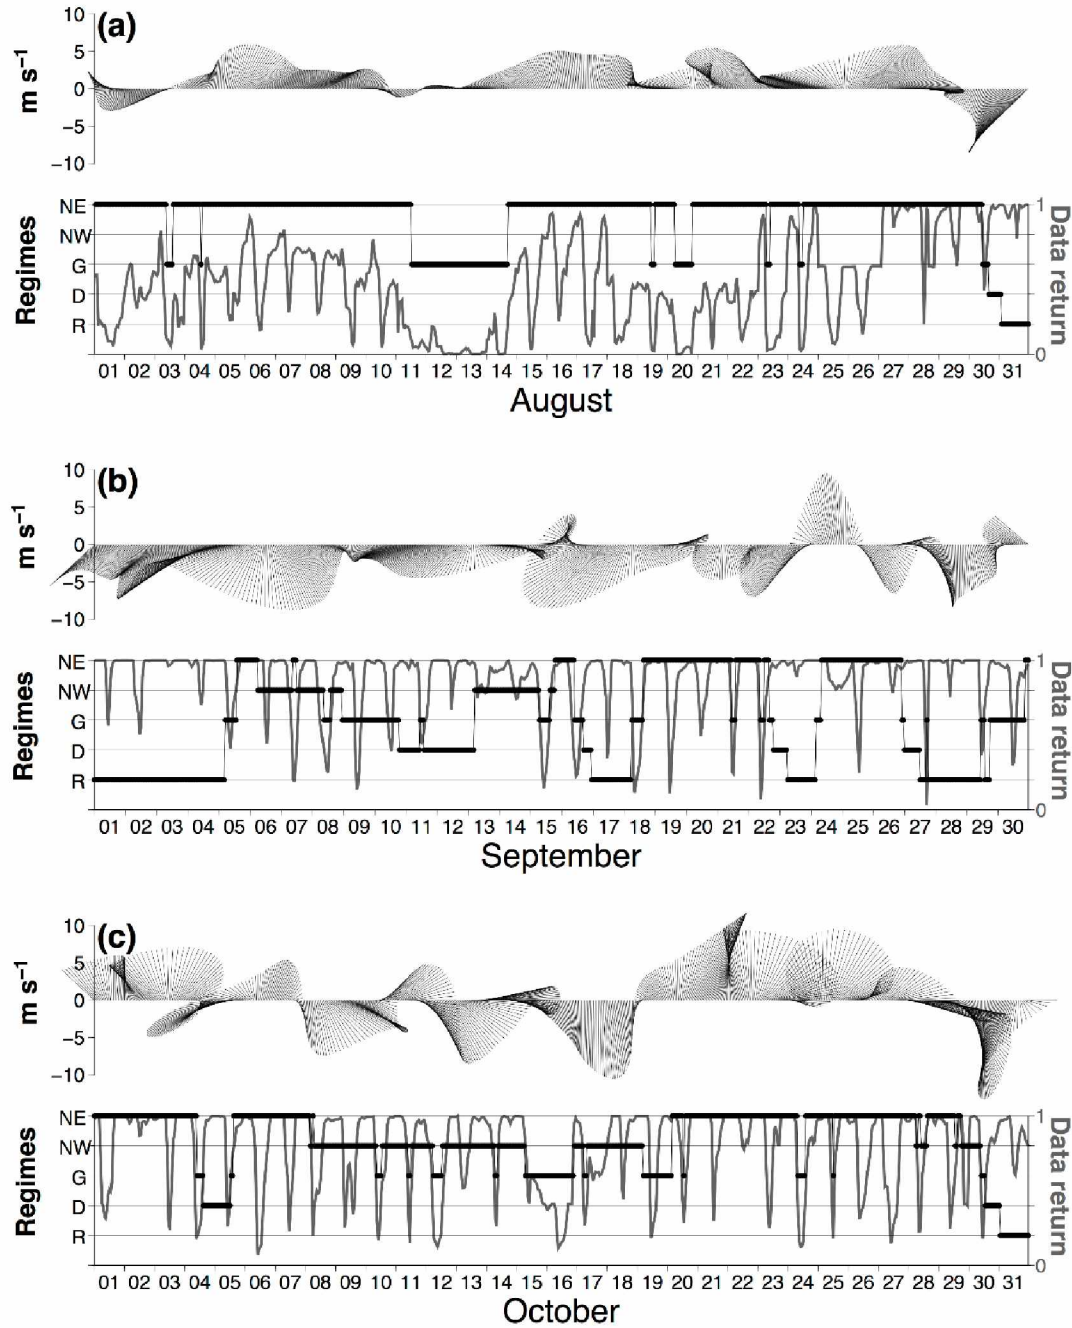 (a)
10
5
0
−5
−10
m s⁻¹
NE
NW
G
D
R
Regimes
1
0
Data return
01 02 03 04 05 06 07 08 09 10 11 12 13 14 15 16 17 18 19 20 21 22 23 24 25 26 27 28 29 30 31
August
(b)
10
5
0
−5
−10
m s⁻¹
NE
NW
G
D
R
Regimes
1
0
Data return
01 02 03 04 05 06 07 08 09 10 11 12 13 14 15 16 17 18 19 20 21 22 23 24 25 26 27 28 29 30
September
(c)
10
5
0
−5
−10
m s⁻¹
NE
NW
G
D
R
Regimes
1
0
Data return
01 02 03 04 05 06 07 08 09 10 11 12 13 14 15 16 17 18 19 20 21 22 23 24 25 26 27 28 29 30 31
October